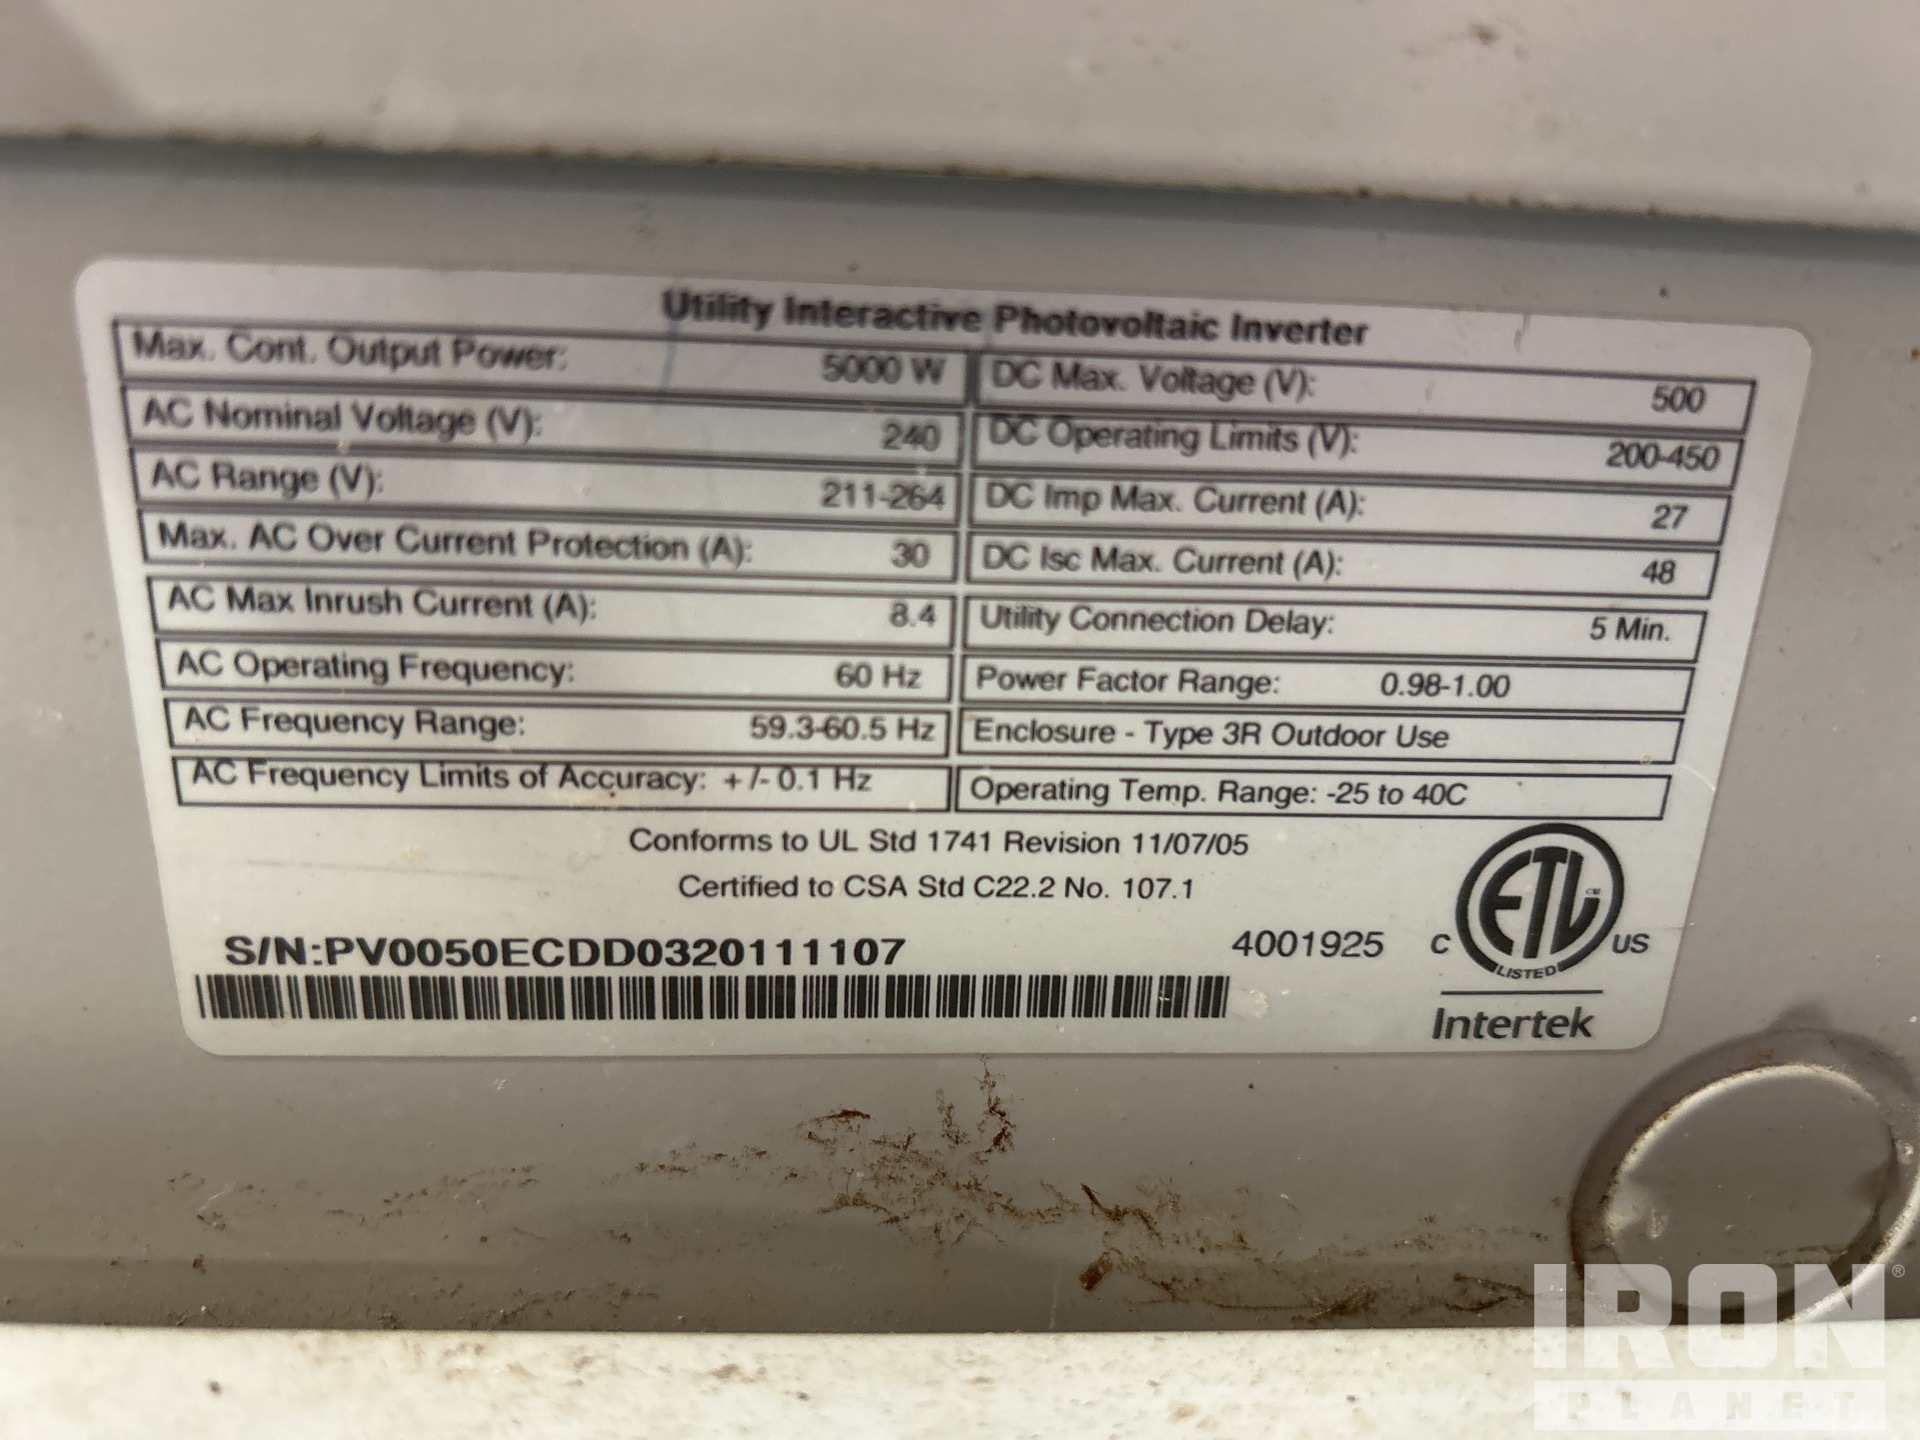 Utility Interactive Photovoltaic Inverter
Max. Cont. Output Power: 5000 W
DC Max. Voltage (V): 500
AC Nominal Voltage (V): 240
DC Operating Limits (V): 200-450
AC Range (V): 211-264
DC Imp Max. Current (A): 27
Max. AC Over Current Protection (A): 30
DC Isc Max. Current (A): 48
AC Max Inrush Current (A): 8.4
Utility Connection Delay: 5 Min.
AC Operating Frequency: 60 Hz
Power Factor Range: 0.98-1.00
AC Frequency Range: 59.3-60.5 Hz
Enclosure - Type 3R Outdoor Use
AC Frequency Limits of Accuracy: +/- 0.1 Hz
Operating Temp. Range: -25 to 40C
Conforms to UL Std 1741 Revision 11/07/05
Certified to CSA Std C22.2 No. 107.1
S/N:PV0050ECDD0320111107
4001925
C ETL CM US
LISTED
Intertek
IRON ®
PLANET